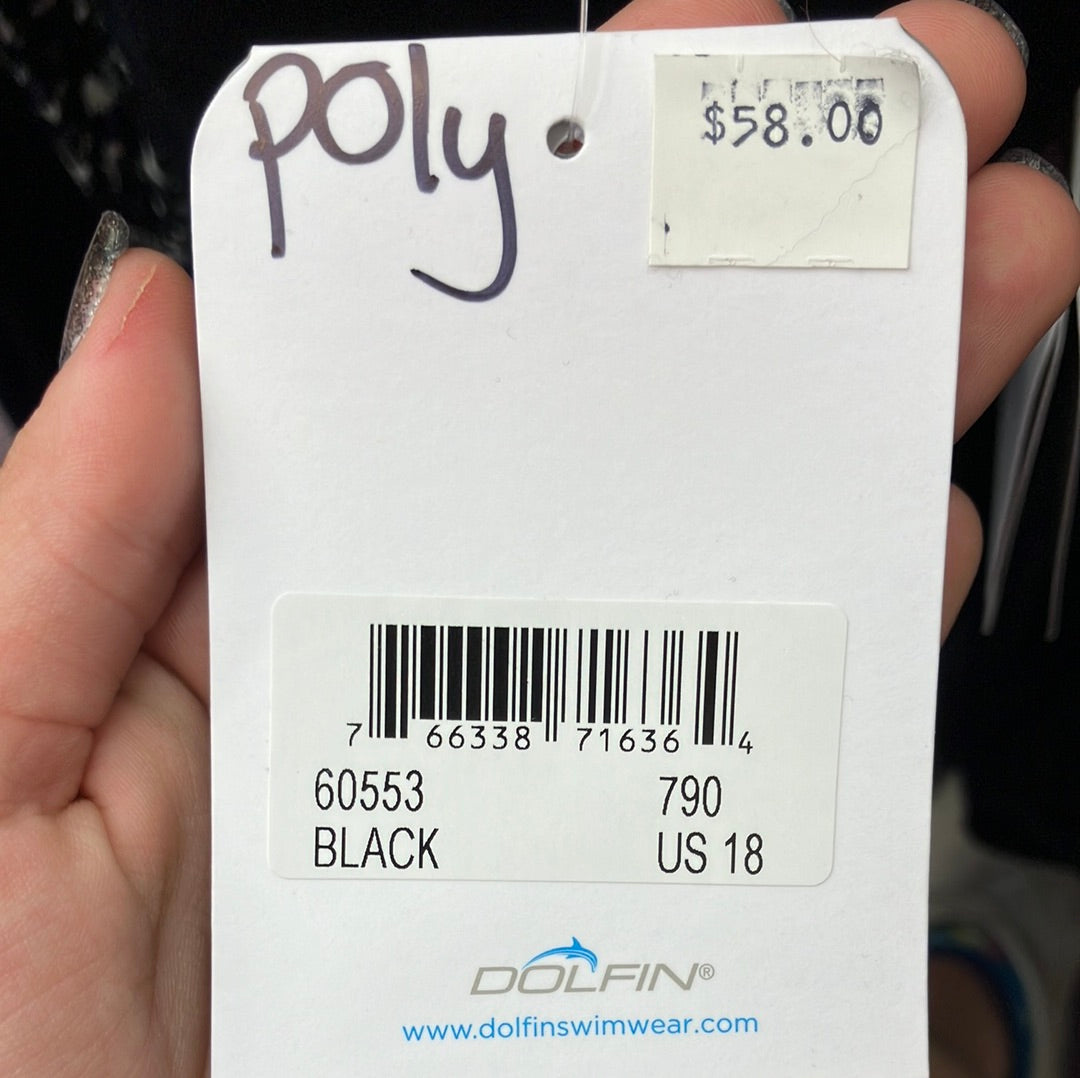 poly
$58.00
7 66338 71636 4
60553 790
BLACK US 18
DOLFIN®
www.dolfinswimwear.com